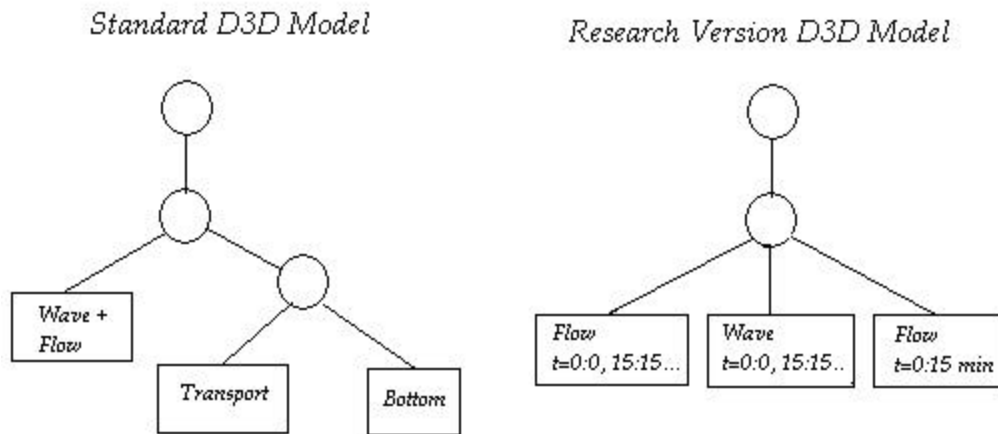 Standard D3D Model
Research Version D3D Model
Wave +
Flow
Transport
Bottom
Flow
t=0:0, 15:15...
Wave
t=0:0, 15:15..
Flow
t=0:15 min